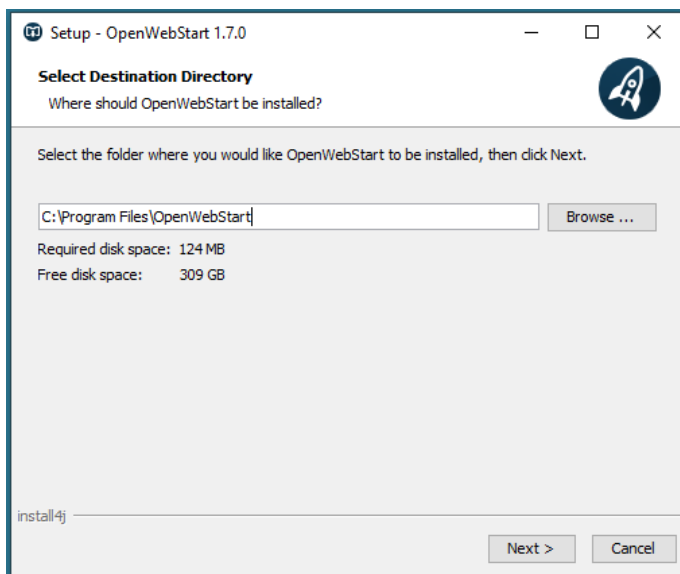 Setup - OpenWebStart 1.7.0
Select Destination Directory
Where should OpenWebStart be installed?
Select the folder where you would like OpenWebStart to be installed, then click Next.
C:\Program Files\OpenWebStart
Browse ...
Required disk space: 124 MB
Free disk space: 309 GB
install4j
Next >
Cancel